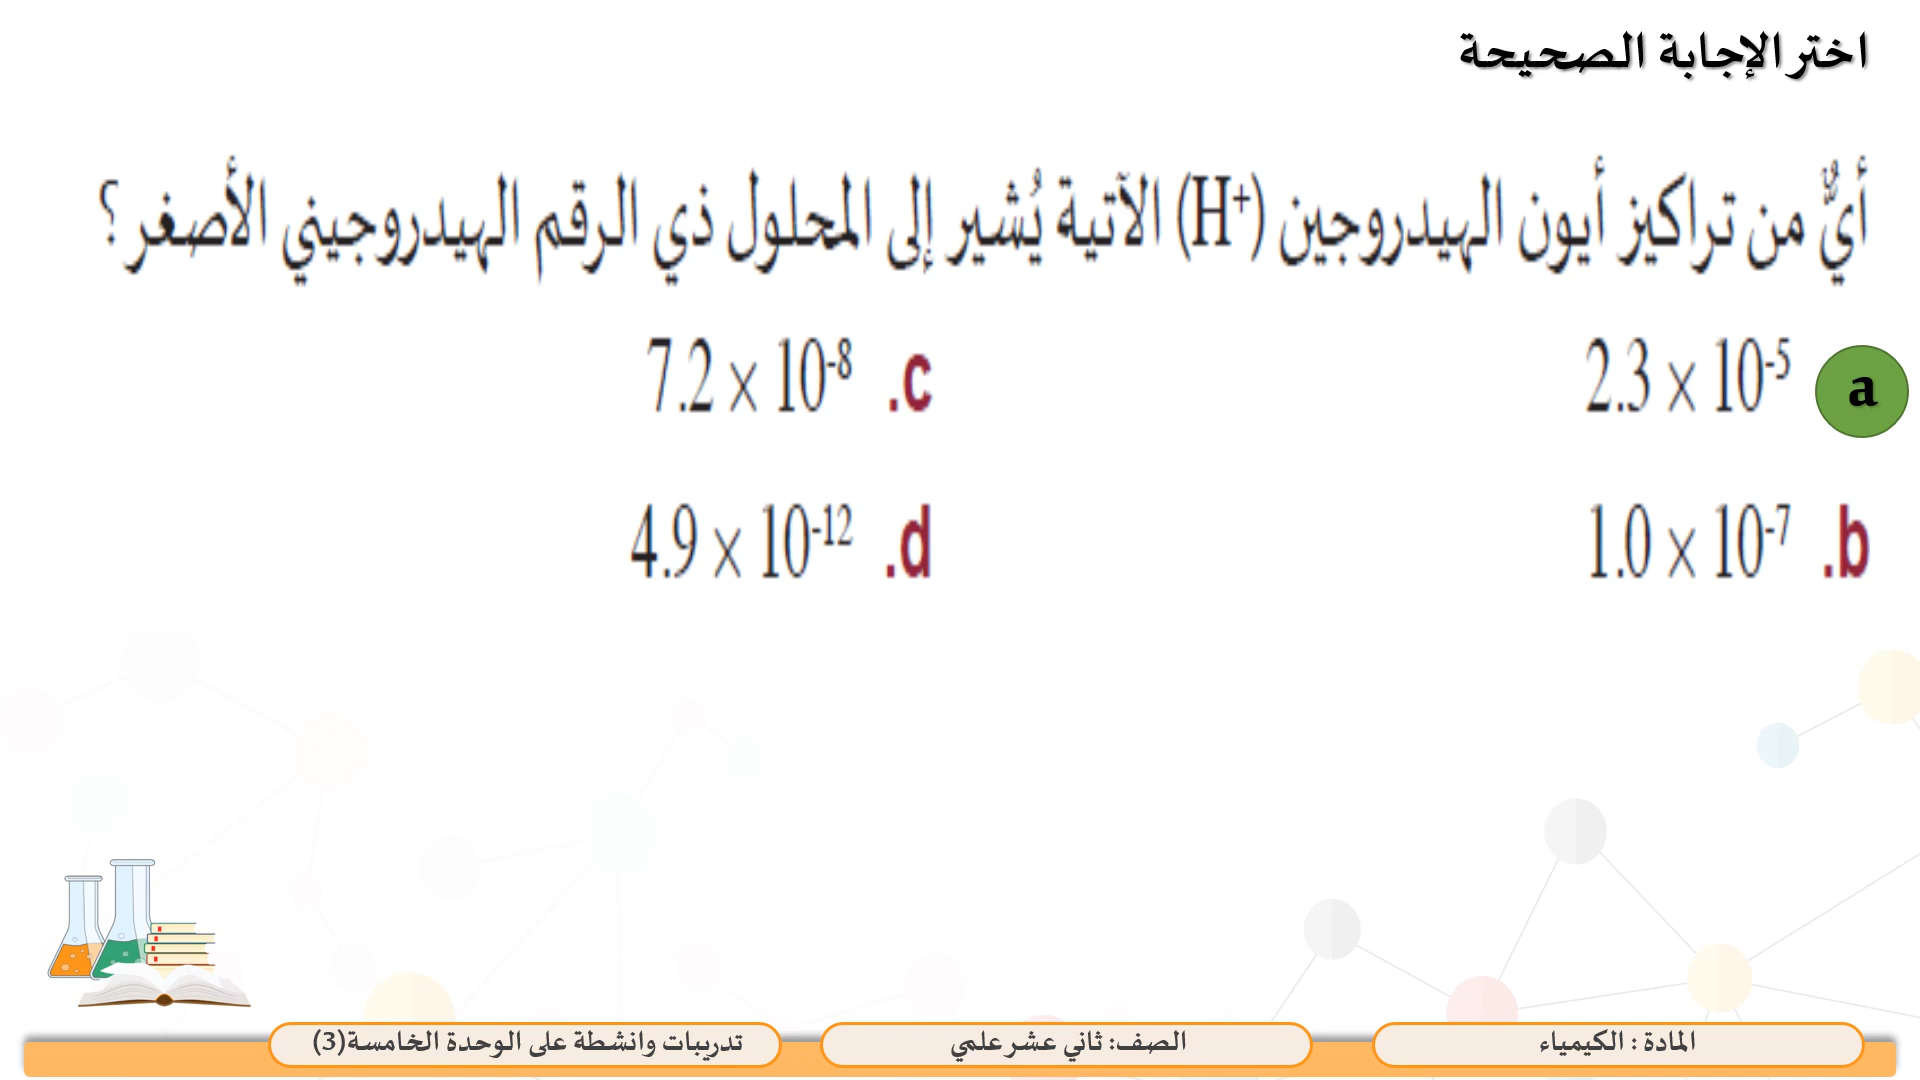 اختر الإجابة الصحيحة
أيٌّ من تراكيز أيون الهيدروجين (H⁺) الآتية يُشير إلى المحلول ذي الرقم الهيدروجيني الأصغر؟
a 2.3 × 10⁻⁵
c. 7.2 × 10⁻⁸
b. 1.0 × 10⁻⁷
d. 4.9 × 10⁻¹²
المادة : الكيمياء
الصف: ثاني عشر علمي
تدريبات وانشطة على الوحدة الخامسة(3)